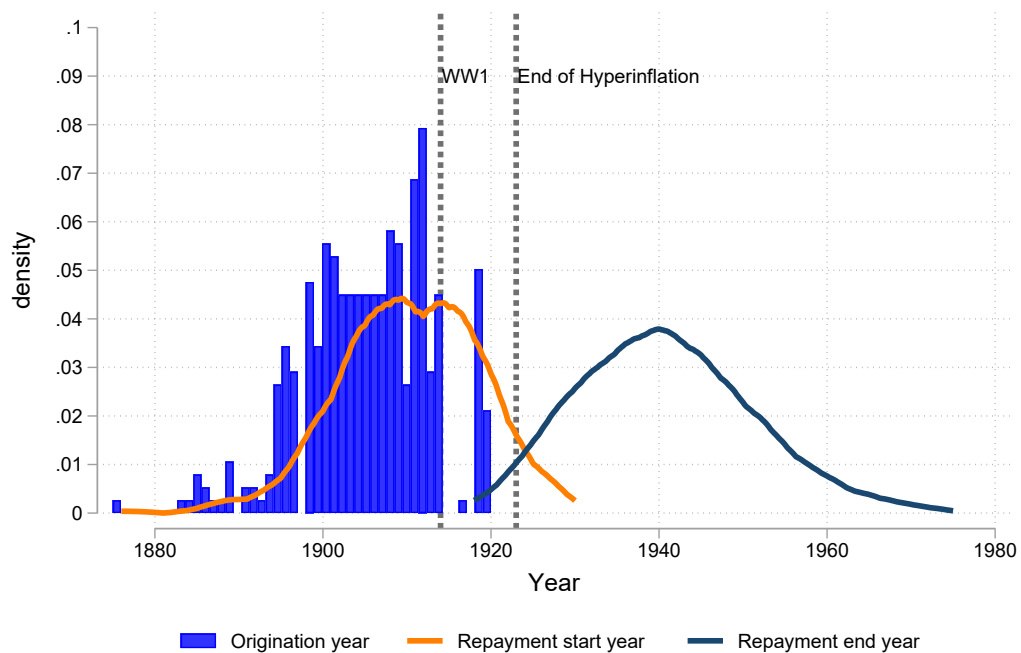 .1
.09
.08
.07
.06
.05
.04
.03
.02
.01
0
density
WW1
End of Hyperinflation
1880 1900 1920 1940 1960 1980
Year
Origination year Repayment start year Repayment end year